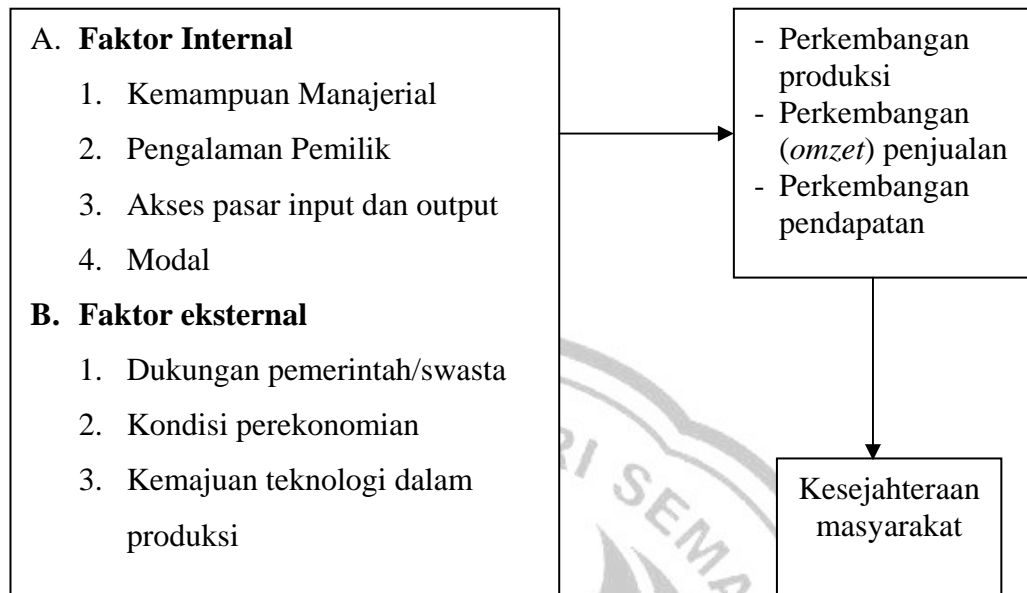 A. Faktor Internal
1. Kemampuan Manajerial
2. Pengalaman Pemilik
3. Akses pasar input dan output
4. Modal
B. Faktor eksternal
1. Dukungan pemerintah/swasta
2. Kondisi perekonomian
3. Kemajuan teknologi dalam
produksi
- Perkembangan
produksi
- Perkembangan
(omzet) penjualan
- Perkembangan
pendapatan
Kesejahteraan
masyarakat
RI SEMA